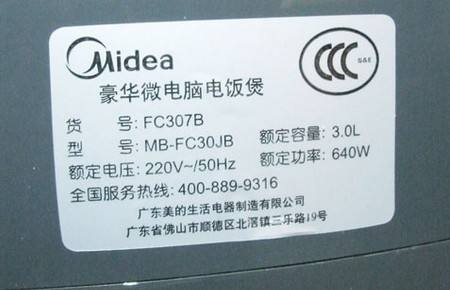 Midea
S&E
豪华微电脑电饭煲
货 号: FC307B
型 号: MB-FC30JB 额定容量: 3.0L
额定电压: 220V~/50Hz 额定功率: 640W
全国服务热线: 400-889-9316
广东美的生活电器制造有限公司
广东省佛山市顺德区北滘镇三乐路19号